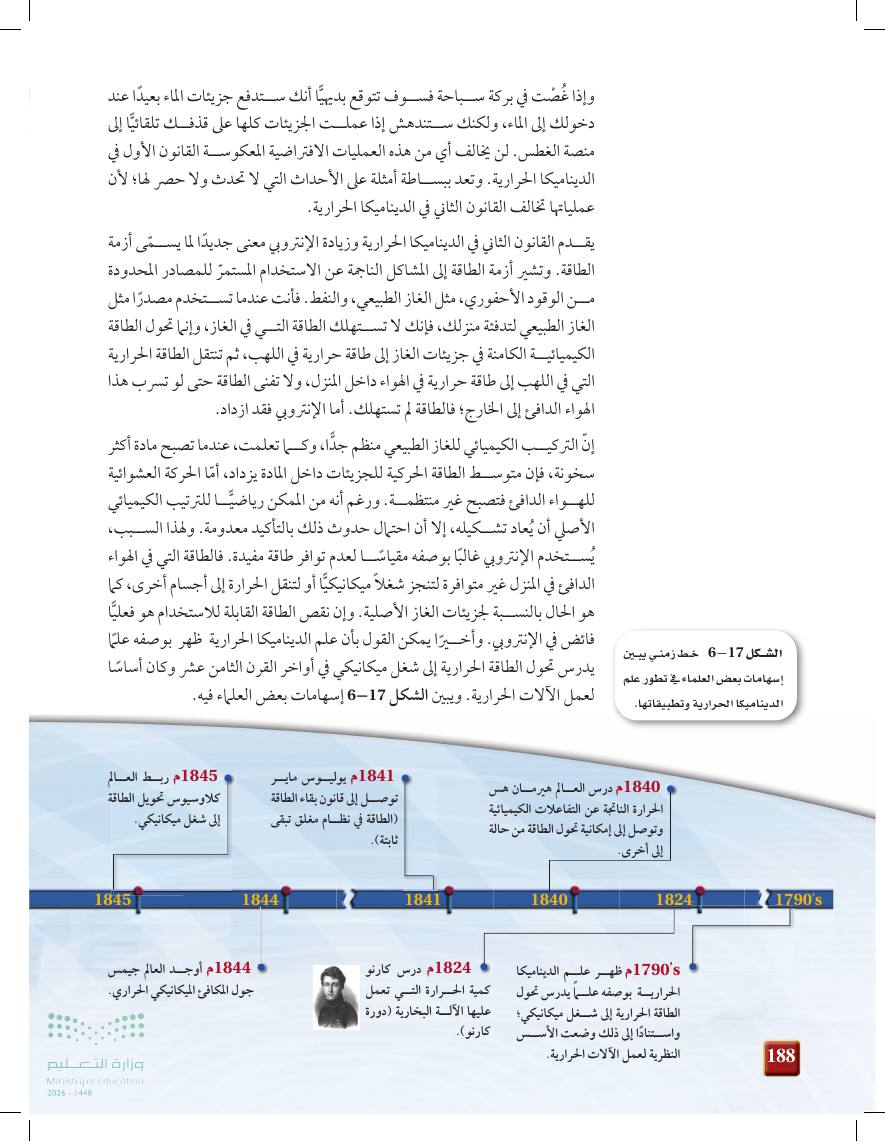 وإذا غُصْت في بركة سباحة فسوف تتوقع بديهيًّا أنك ستدفع جزيئات الماء بعيدًا عند
دخولك إلى الماء، ولكنك ستندهش إذا عملت الجزيئات كلها على قذفك تلقائيًّا إلى
منصة الغطس. لن يخالف أي من هذه العمليات الافتراضية المعكوسة القانون الأول في
الديناميكا الحرارية. وتعد ببساطة أمثلة على الأحداث التي لا تحدث ولا حصر لها؛ لأن
عملياتها تخالف القانون الثاني في الديناميكا الحرارية.
يقدم القانون الثاني في الديناميكا الحرارية وزيادة الإنتروبي معنى جديدًا لما يسمّى أزمة
الطاقة. وتشير أزمة الطاقة إلى المشاكل الناجمة عن الاستخدام المستمرّ للمصادر المحدودة
من الوقود الأحفوري، مثل الغاز الطبيعي، والنفط. فأنت عندما تستخدم مصدرًا مثل
الغاز الطبيعي لتدفئة منزلك، فإنك لا تستهلك الطاقة التي في الغاز، وإنما تحول الطاقة
الكيميائية الكامنة في جزيئات الغاز إلى طاقة حرارية في اللهب، ثم تنتقل الطاقة الحرارية
التي في اللهب إلى طاقة حرارية في الهواء داخل المنزل، ولا تفنى الطاقة حتى لو تسرب هذا
الهواء الدافئ إلى الخارج؛ فالطاقة لم تستهلك. أما الإنتروبي فقد ازداد.
إنّ التركيب الكيميائي للغاز الطبيعي منظم جدًّا، وكما تعلمت، عندما تصبح مادة أكثر
سخونة، فإن متوسط الطاقة الحركية للجزيئات داخل المادة يزداد، أمّا الحركة العشوائية
للهواء الدافئ فتصبح غير منتظمة. ورغم أنه من الممكن رياضيًّا للترتيب الكيميائي
الأصلي أن يُعاد تشكيله، إلا أن احتمال حدوث ذلك بالتأكيد معدومة. ولهذا السبب،
يُستخدم الإنتروبي غالبًا بوصفه مقياسًا لعدم توافر طاقة مفيدة. فالطاقة التي في الهواء
الدافئ في المنزل غير متوافرة لتنجز شغلاً ميكانيكيًّا أو لتنقل الحرارة إلى أجسام أخرى، كما
هو الحال بالنسبة لجزيئات الغاز الأصلية. وإن نقص الطاقة القابلة للاستخدام هو فعليًّا
فائض في الإنتروبي. وأخيرًا يمكن القول بأن علم الديناميكا الحرارية ظهر بوصفه علمًا
يدرس تحول الطاقة الحرارية إلى شغل ميكانيكي في أواخر القرن الثامن عشر وكان أساسًا
لعمل الآلات الحرارية. ويبين الشكل 17–6 إسهامات بعض العلماء فيه.
الشكل 17–6 خط زمني يبين
إسهامات بعض العلماء في تطور علم
الديناميكا الحرارية وتطبيقاتها.
1840م درس العالم هيرمان هس
الحرارة الناتجة عن التفاعلات الكيميائية
وتوصل إلى إمكانية تحول الطاقة من حالة
إلى أخرى.
1841م يوليوس ماير
توصل إلى قانون بقاء الطاقة
(الطاقة في نظام مغلق تبقى
ثابتة).
1845م ربط العالم
كلاوسيوس تحويل الطاقة
إلى شغل ميكانيكي.
1790's
1824
1840
1841
1844
1845
1790's م ظهر علم الديناميكا
الحرارية بوصفه علماً يدرس تحول
الطاقة الحرارية إلى شغل ميكانيكي؛
واستنادًا إلى ذلك وضعت الأسس
النظرية لعمل الآلات الحرارية.
1824م درس كارنو
كمية الحرارة التي تعمل
عليها الآلة البخارية (دورة
كارنو).
1844م أوجد العالم جيمس
جول المكافئ الميكانيكي الحراري.
188
وزارة التعليم
Ministry of Education
2026 - 1448